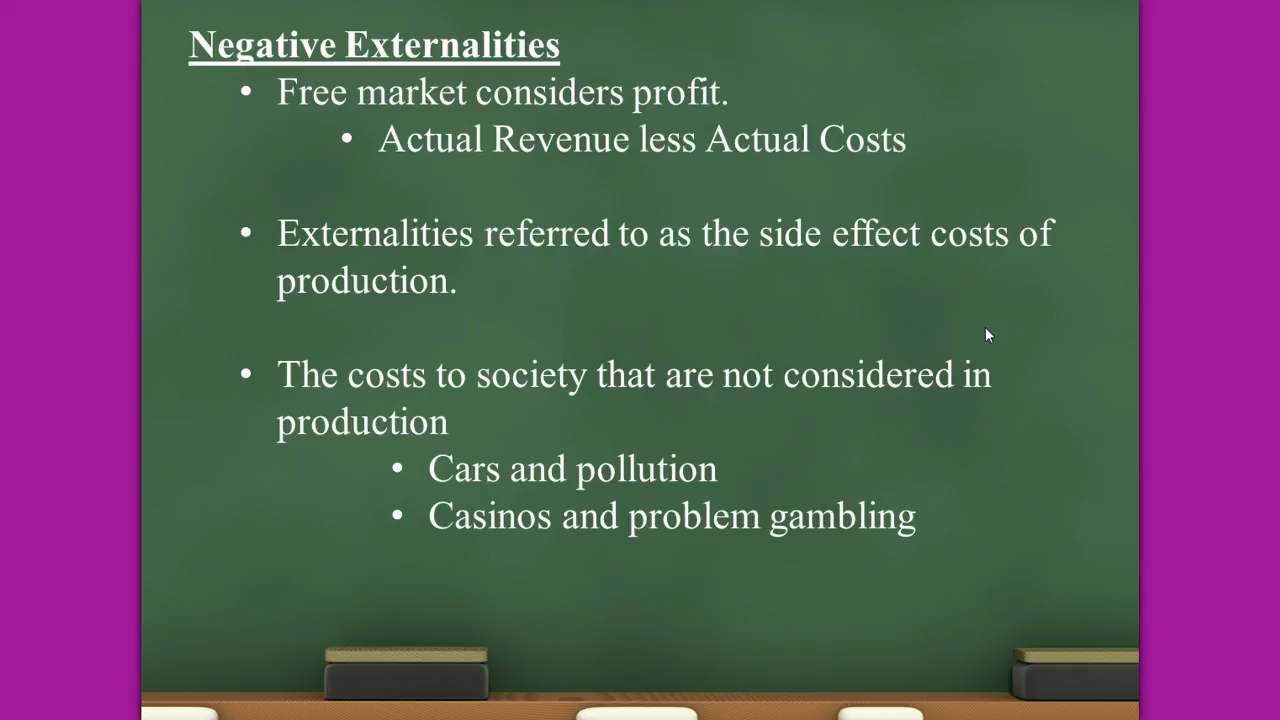 Negative Externalities
• Free market considers profit.
• Actual Revenue less Actual Costs
• Externalities referred to as the side effect costs of
production.
• The costs to society that are not considered in
production
• Cars and pollution
• Casinos and problem gambling